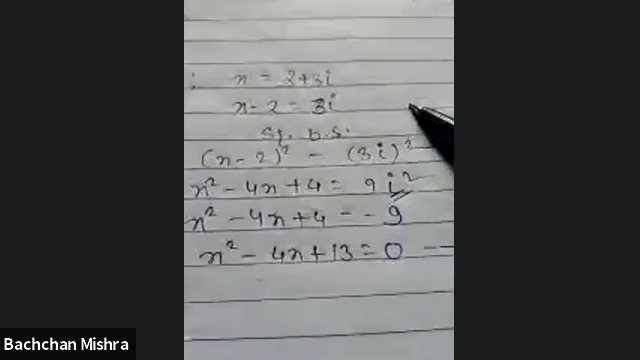 : x = 2+3i
x - 2 = 3i
sq. b.s.
(x - 2)² = (3i)²
x² - 4x + 4 = 9i²
x² - 4x + 4 = - 9
x² - 4x + 13 = 0 —
Bachchan Mishra